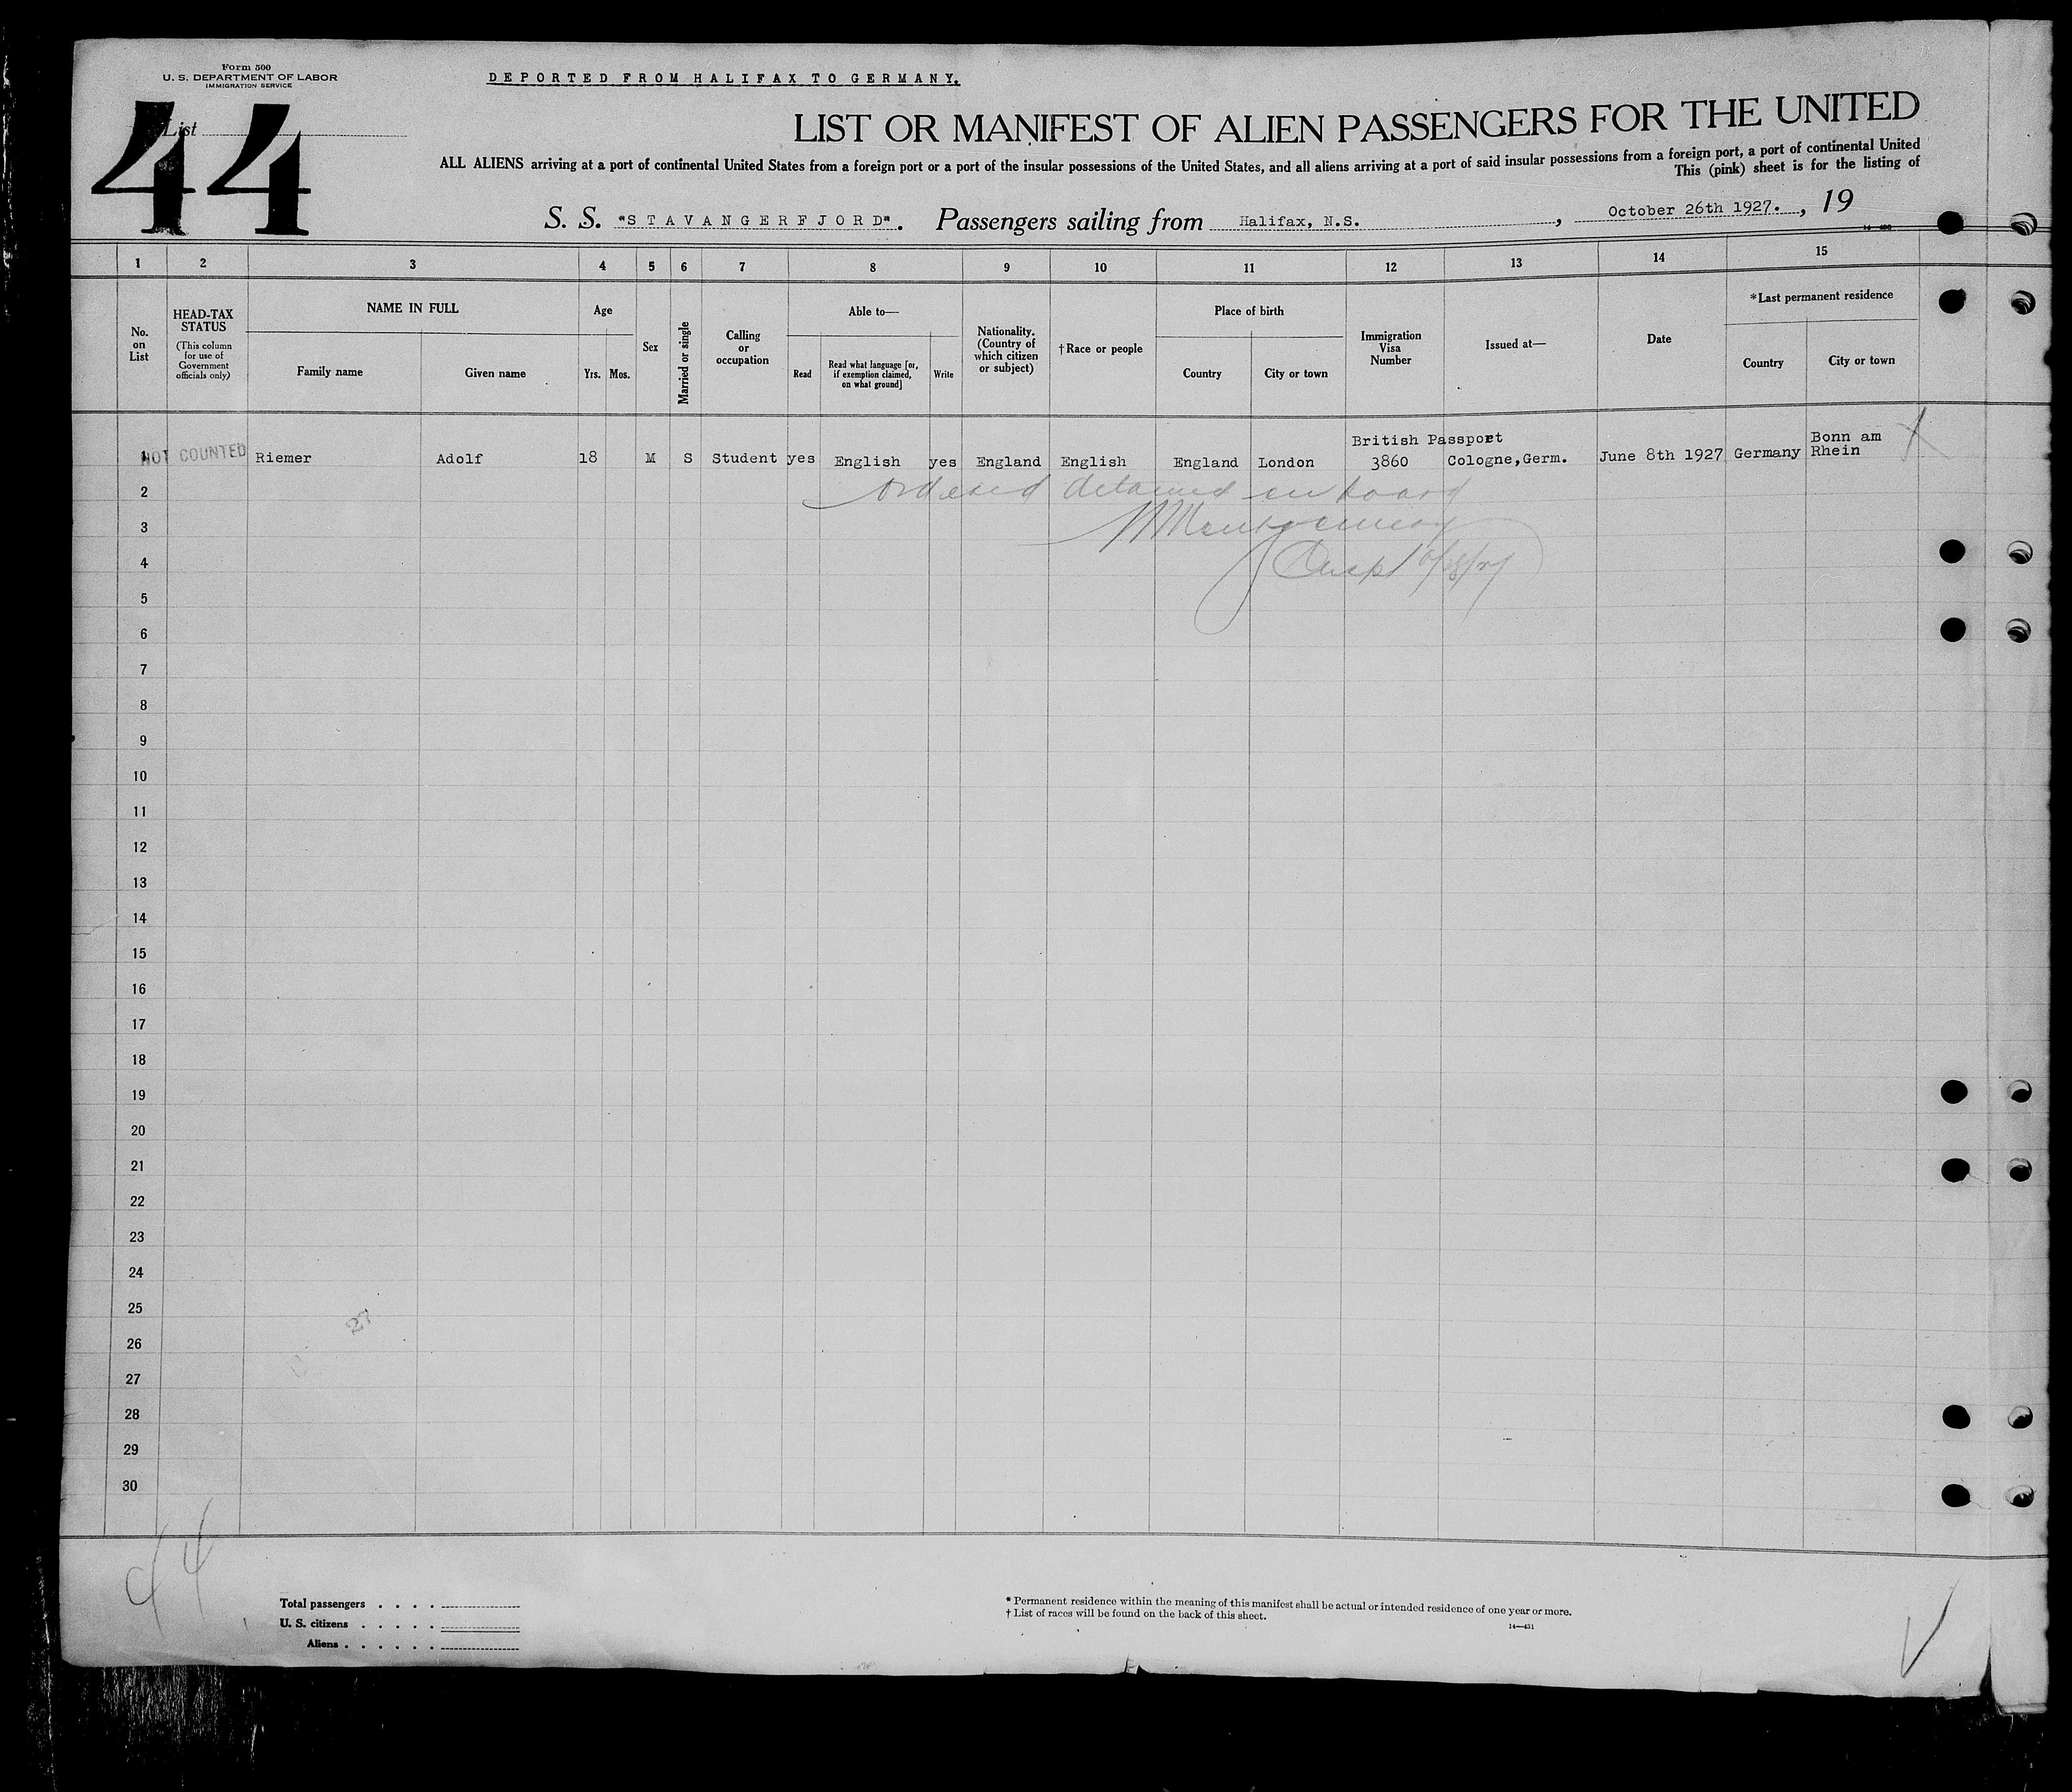 Form 500
U. S. DEPARTMENT OF LABOR
IMMIGRATION SERVICE
DEPORTED FROM HALIFAX TO GERMANY.
List
44
LIST OR MANIFEST OF ALIEN PASSENGERS FOR THE UNITED
ALL ALIENS arriving at a port of continental United States from a foreign port or a port of the insular possessions of the United States, and all aliens arriving at a port of said insular possessions from a foreign port, a port of continental United
This (pink) sheet is for the listing of
S. S. "STAVANGERFJORD". Passengers sailing from Halifax, N.S., October 26th 1927., 19
14—430
1 2 3 4 5 6 7 8 9 10 11 12 13 14 15
No. on List
HEAD-TAX STATUS
(This column for use of Government officials only)
NAME IN FULL
Family name
Given name
Age
Yrs.
Mos.
Sex
Married or single
Calling or occupation
Able to—
Read
Read what language [or, if exemption claimed, on what ground]
Write
Nationality. (Country of which citizen or subject)
†Race or people
Place of birth
Country
City or town
Immigration Visa Number
Issued at—
Date
*Last permanent residence
Country
City or town
British Passport
Bonn am
1 NOT COUNTED Riemer Adolf 18 M S Student yes English yes England English England London 3860 Cologne,Germ. June 8th 1927 Germany Rhein
ordered detained on board
Montgomery
10/28/27
2
3
4
5
6
7
8
9
10
11
12
13
14
15
16
17
18
19
20
21
22
23
24
25
27
26
27
28
29
30
44
Total passengers . . . .
U. S. citizens . . . . .
Aliens . . . . . .
* Permanent residence within the meaning of this manifest shall be actual or intended residence of one year or more.
† List of races will be found on the back of this sheet.
14—431